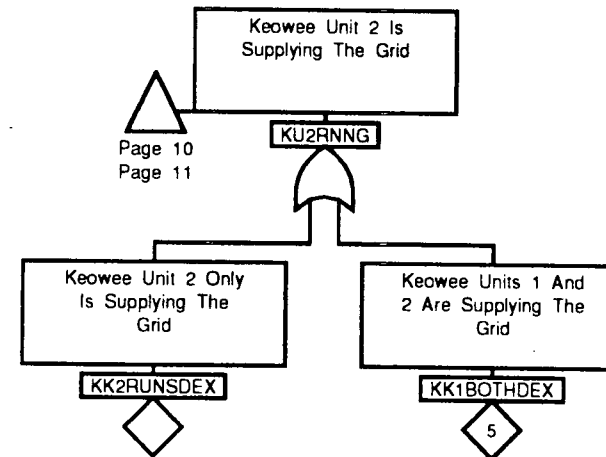 Keowee Unit 2 Is
Supplying The Grid
KU2RNNG
Page 10
Page 11
Keowee Unit 2 Only
Is Supplying The
Grid
KK2RUNSDEX
Keowee Units 1 And
2 Are Supplying The
Grid
KK1BOTHDEX
5